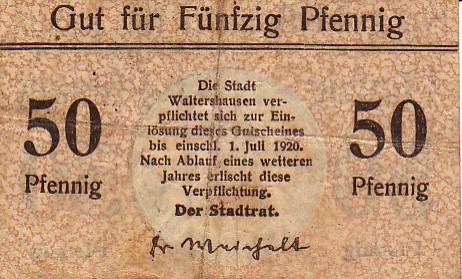 Gut für Fünfzig Pfennig
50
Pfennig
Die Stadt
Waltershausen ver-
pflichtet sich zur Ein-
lösung dieses Gutscheines
bis einschl. 1. Juli 1920.
Nach Ablauf eines weiteren
Jahres erlischt diese
Verpflichtung.
Der Stadtrat.
50
Pfennig